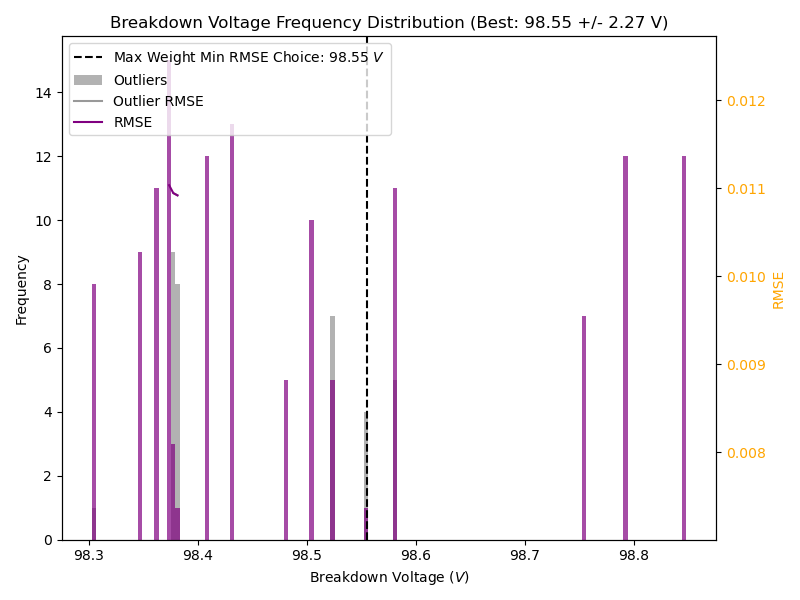 Breakdown Voltage Frequency Distribution (Best: 98.55 +/- 2.27 V)
Max Weight Min RMSE Choice: 98.55 V
Outliers
Outlier RMSE
RMSE
Frequency
14
12
10
8
6
4
2
0
0.012
0.011
0.010
0.009
0.008
RMSE
98.3 98.4 98.5 98.6 98.7 98.8
Breakdown Voltage (V)